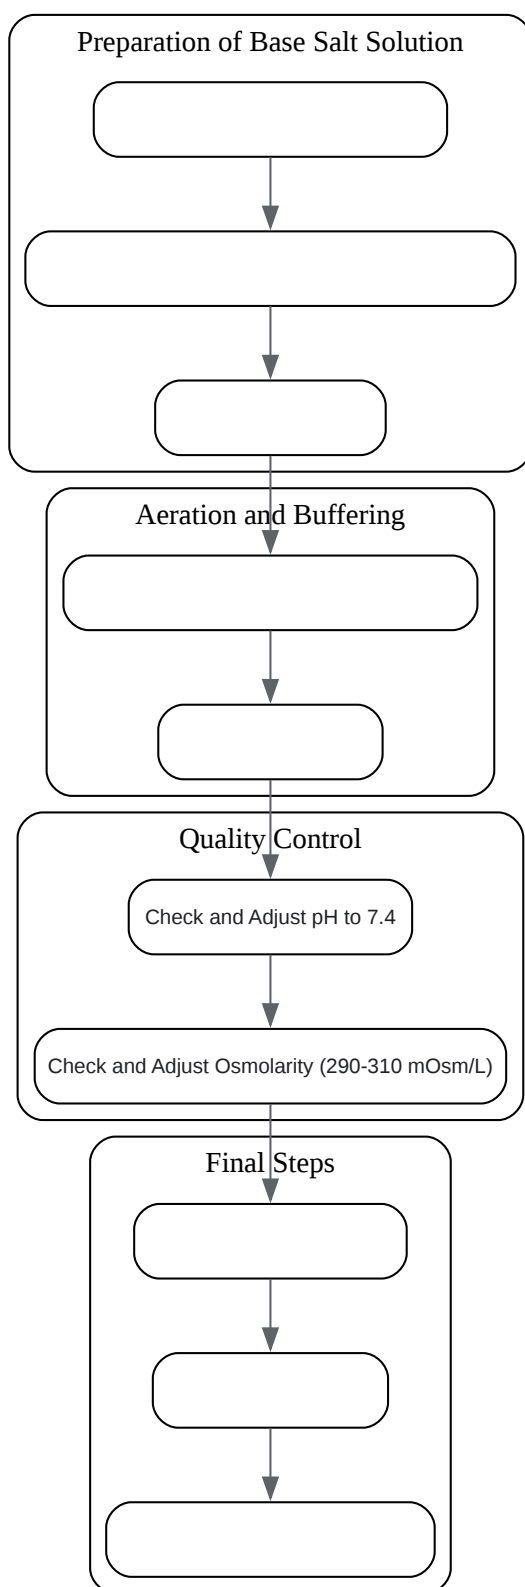 Preparation of Base Salt Solution
Aeration and Buffering
Quality Control
Check and Adjust pH to 7.4
Check and Adjust Osmolarity (290-310 mOsm/L)
Final Steps